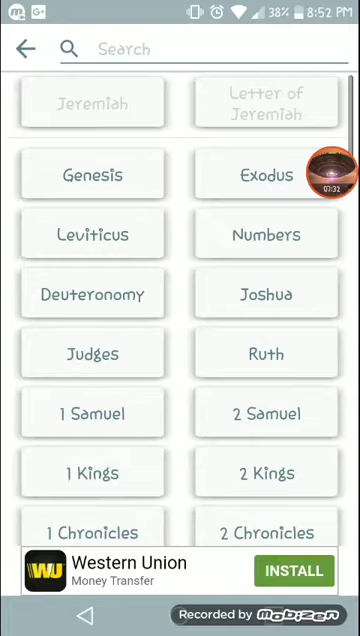 38% 8:52 PM
Search
Jeremiah
Letter of
Jeremiah
Genesis
Exodus
07:32
Leviticus
Numbers
Deuteronomy
Joshua
Judges
Ruth
1 Samuel
2 Samuel
1 Kings
2 Kings
1 Chronicles
2 Chronicles
WU
Western Union
Money Transfer
INSTALL
Recorded by mobizen